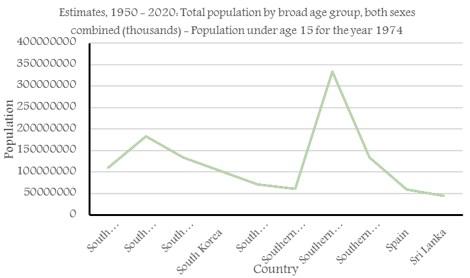 Estimates, 1950 - 2020: Total population by broad age group, both sexes
combined (thousands) - Population under age 15 for the year 1974
400000000
350000000
300000000
250000000
200000000
150000000
100000000
50000000
0
Population
South...
South...
South...
South Korea
South...
Southern...
Southern...
Southern...
Spain
Sri Lanka
Country